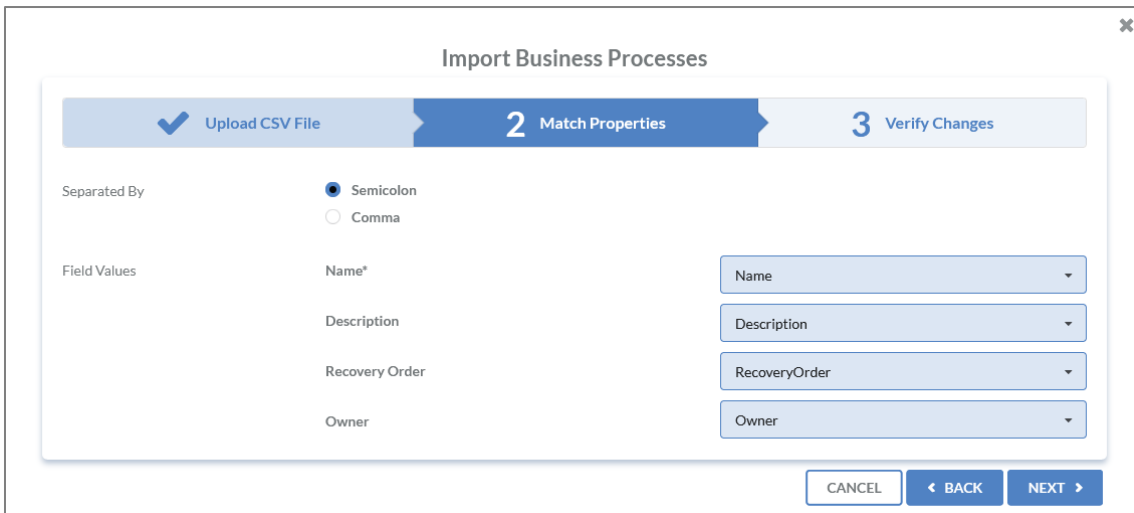 Import Business Processes
Upload CSV File
2 Match Properties
3 Verify Changes
Separated By
Semicolon
Comma
Field Values
Name*
Name
Description
Description
Recovery Order
RecoveryOrder
Owner
Owner
CANCEL
BACK
NEXT